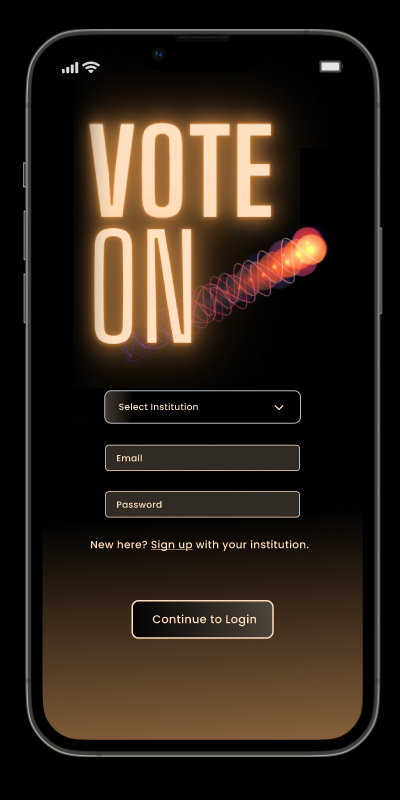 VOTE
ON
Select Institution
Email
Password
New here? Sign up with your institution.
Continue to Login